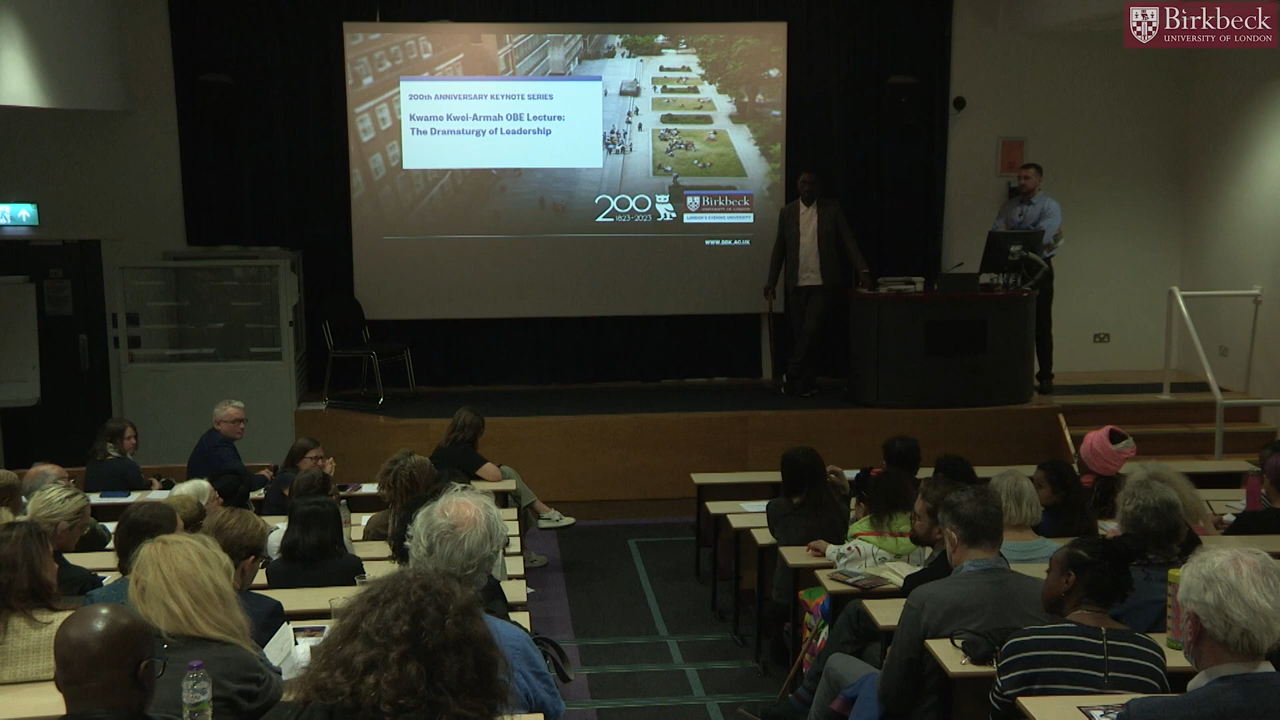 Birkbeck
UNIVERSITY OF LONDON
200th ANNIVERSARY KEYNOTE SERIES
Kwame Kwei-Armah OBE Lecture:
The Dramaturgy of Leadership
200
1823-2023
Birkbeck
UNIVERSITY OF LONDON
LONDON'S EVENING UNIVERSITY
WWW.BBK.AC.UK